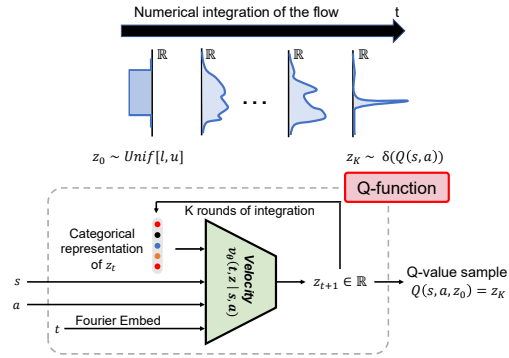 Numerical integration of the flow
t
ℝ ℝ ℝ ℝ
...
z₀ ~ Unif[l, u]
z_K ~ δ(Q(s, a))
Q-function
K rounds of integration
Categorical
representation
of z_t
Velocity
v_θ(t, z | s, a)
z_{t+1} ∈ ℝ
Q-value sample
Q(s, a, z₀) = z_K
s
a
t
Fourier Embed